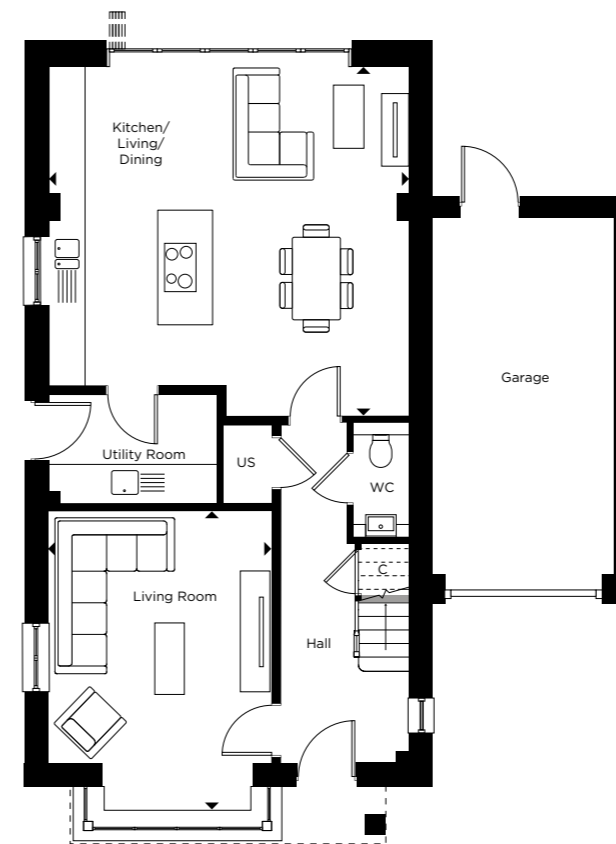 Kitchen/
Living/
Dining
Garage
Utility Room
US
WC
C
Living Room
Hall